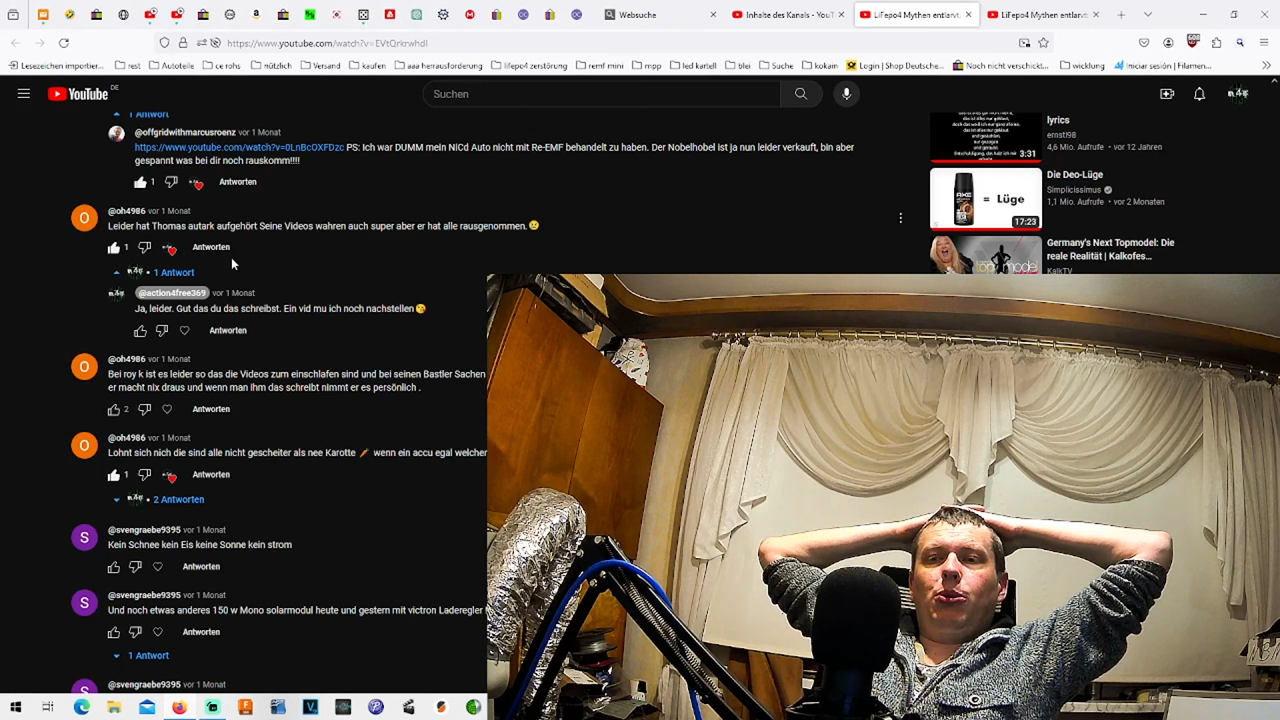 Websuche
Inhalte des Kanals - YouT
LiFepo4 Mythen entlarvt
LiFepo4 Mythen entlarvt
https://www.youtube.com/watch?v=EVtQrkrwhdI
Lesezeichen importier...
rest
Autoteile
ce rohs
nützlich
Versand
kaufen
aaa herausforderung
lifepo4 zerstörung
remf mini
mpp
led kartell
blei
Suche
kokain
Login | Shop Deutsche...
Noch nicht verschickt...
wicklung
Iniciar sesión | Filamen...
YouTube
DE
Suchen
1 Antwort
@offgridwithmarcusroenz vor 1 Monat
https://www.youtube.com/watch?v=0LnBcOXFDzc PS: Ich war DUMM mein NiCd Auto nicht mit Re-EMF behandelt zu haben. Der Nobelhobel ist ja nun leider verkauft, bin aber
gespannt was bei dir noch rauskomm!!!!
1 Antworten
@oh4986 vor 1 Monat
Leider hat Thomas autark aufgehört Seine Videos wahren auch super aber er hat alle rausgenommen.😢
1 Antworten
1 Antwort
@action4free369 vor 1 Monat
Ja, leider. Gut das du das schreibst. Ein vid mu ich noch nachstellen😘
Antworten
@oh4986 vor 1 Monat
Bei roy k ist es leider so das die Videos zum einschlafen sind und bei seinen Bastler Sachen
er macht nix draus und wenn man ihm das schreibt nimmt er es persönlich .
2 Antworten
@oh4986 vor 1 Monat
Lohnt sich nich die sind alle nicht gescheiter als nee Karotte 🥕 wenn ein accu egal welcher
1 Antworten
2 Antworten
@svengraebe9395 vor 1 Monat
Kein Schnee kein Eis keine Sonne kein strom
Antworten
@svengraebe9395 vor 1 Monat
Und noch etwas anderes 150 w Mono solarmodul heute und gestern mit victron Laderegler
Antworten
1 Antwort
@svengraebe9395 vor 1 Monat
lyrics
ernst98
4,6 Mio. Aufrufe • vor 12 Jahren
3:31
AXE
= Lüge
17:23
Die Deo-Lüge
Simplicissimus
1,1 Mio. Aufrufe • vor 2 Monaten
Germany's Next Topmodel: Die
reale Realität | Kalkofes...
KalkTV